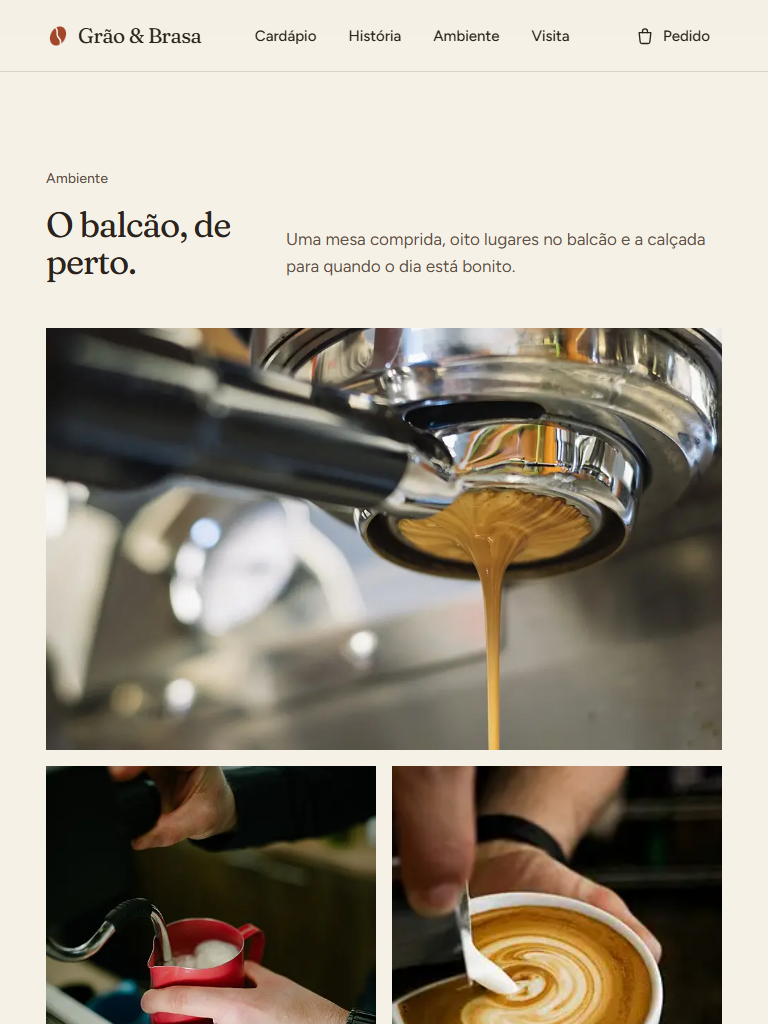 Grão & Brasa
Cardápio
História
Ambiente
Visita
Pedido
Ambiente
O balcão, de
perto.
Uma mesa comprida, oito lugares no balcão e a calçada
para quando o dia está bonito.